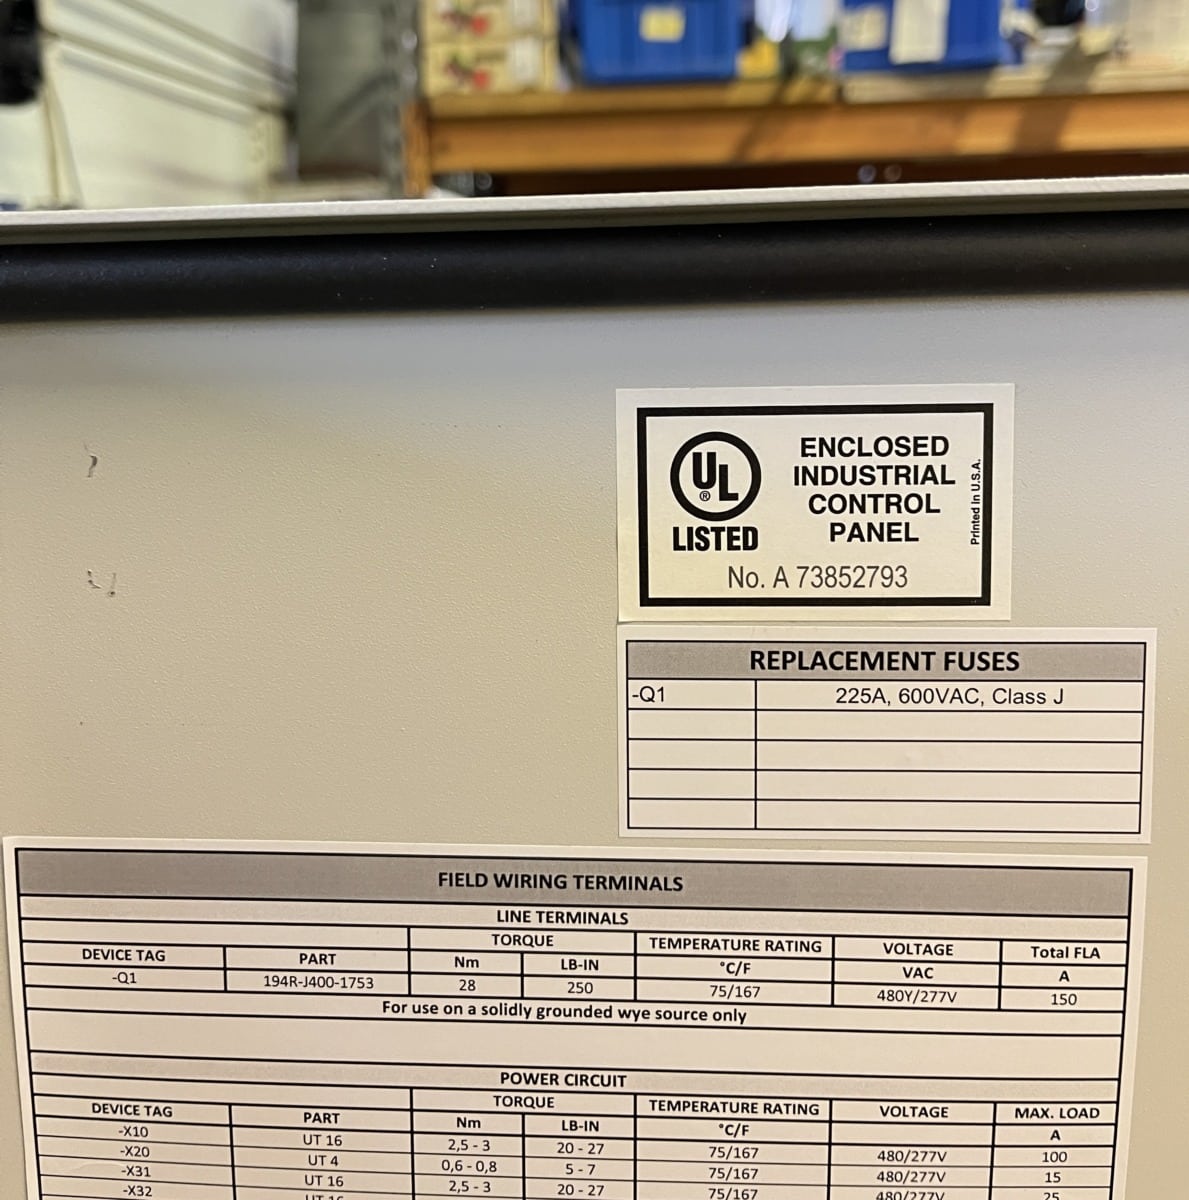 UL
®
LISTED
ENCLOSED
INDUSTRIAL
CONTROL
PANEL
Printed in U.S.A.
No. A 73852793
REPLACEMENT FUSES
-Q1 225A, 600VAC, Class J
FIELD WIRING TERMINALS
LINE TERMINALS
DEVICE TAG PART TORQUE TEMPERATURE RATING VOLTAGE Total FLA
Nm LB-IN °C/F VAC A
-Q1 194R-J400-1753 28 250 75/167 480Y/277V 150
For use on a solidly grounded wye source only
POWER CIRCUIT
DEVICE TAG PART TORQUE TEMPERATURE RATING VOLTAGE MAX. LOAD
Nm LB-IN °C/F A
-X10 UT 16 2,5 - 3 20 - 27 75/167 480/277V 100
-X20 UT 4 0,6 - 0,8 5 - 7 75/167 480/277V 15
-X31 UT 16 2,5 - 3 20 - 27 75/167 480/277V 25
-X32 UT 16